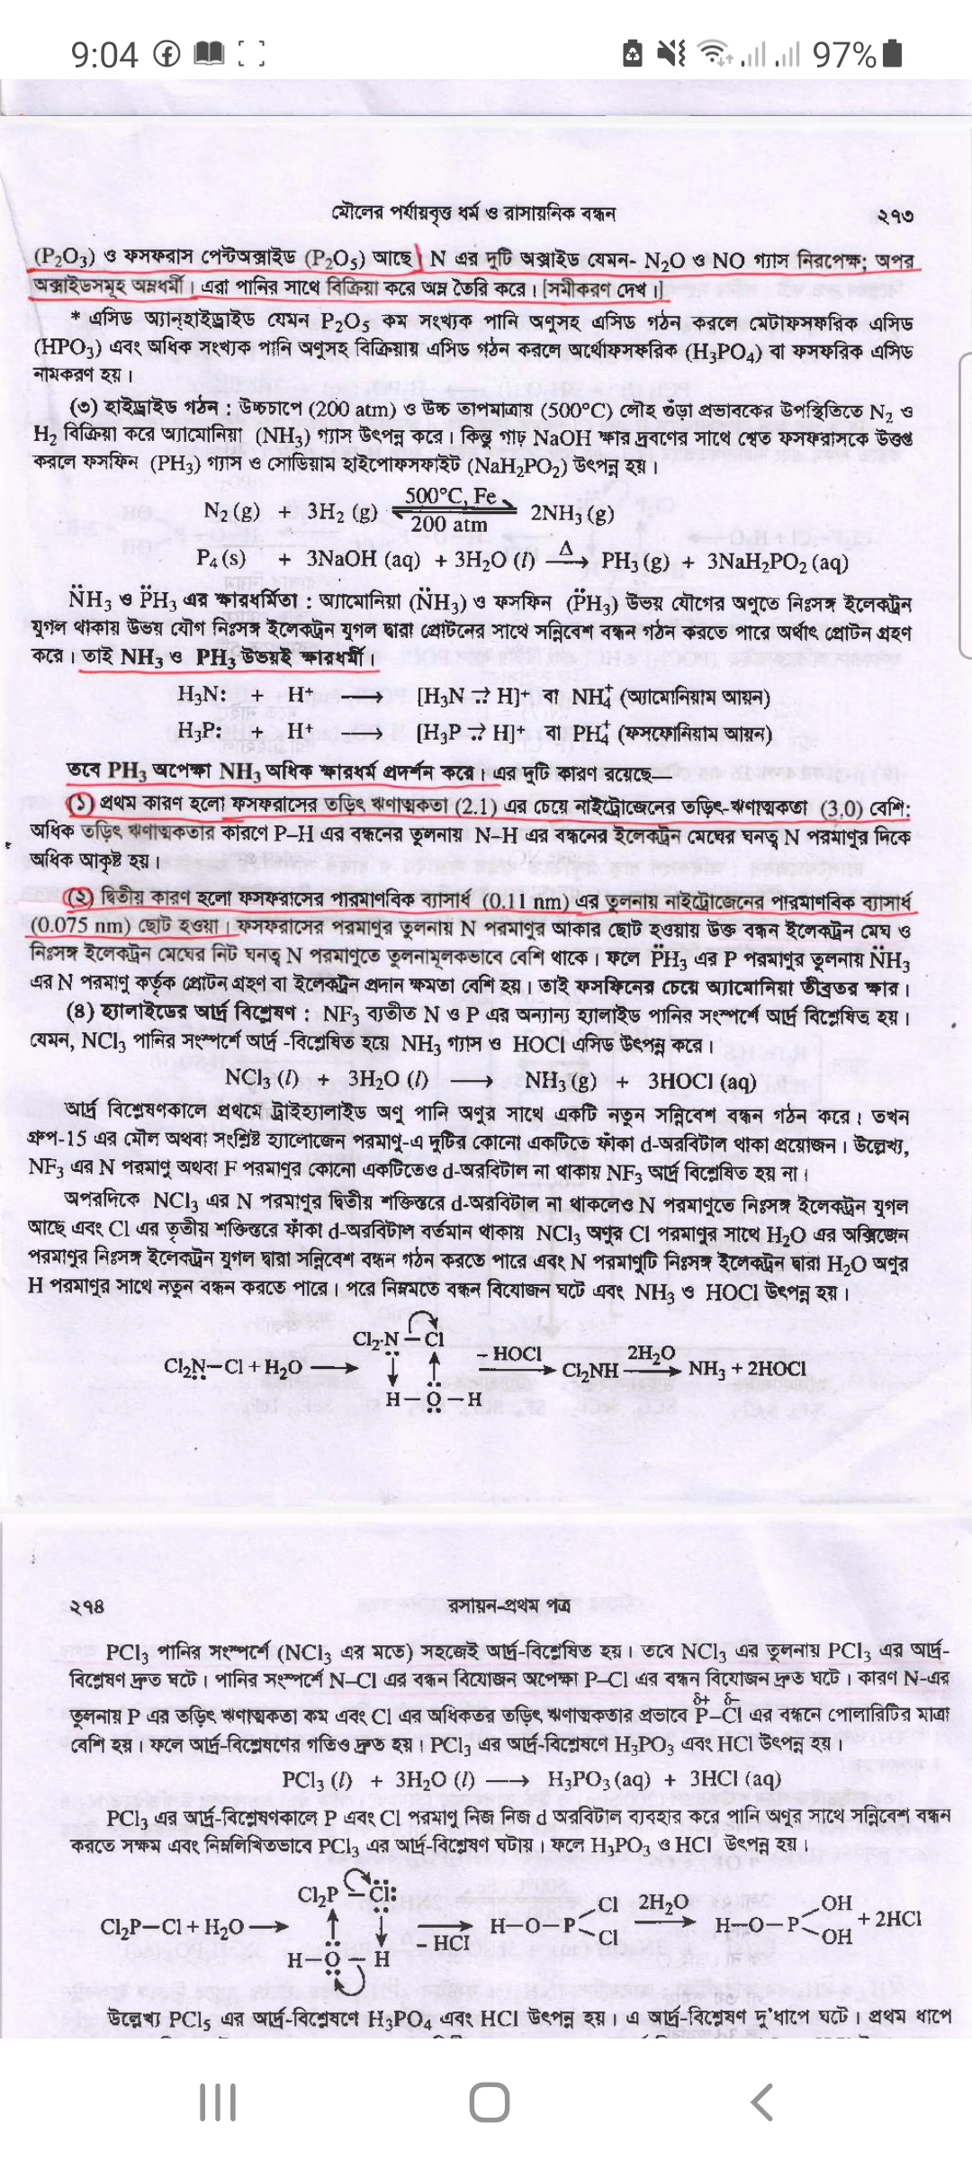 9:04
97%
মৌলের পর্যায়বৃত্ত ধর্ম ও রাসায়নিক বন্ধন ২৭৩
(P₂O₃) ও ফসফরাস পেন্টঅক্সাইড (P₂O₅) আছে। N এর দুটি অক্সাইড যেমন- N₂O ও NO গ্যাস নিরপেক্ষ; অপর
অক্সাইডসমূহ অম্লধর্মী। এরা পানির সাথে বিক্রিয়া করে অম্ল তৈরি করে। [সমীকরণ দেখ।]
* এসিড অ্যান্‌হাইড্রাইড যেমন P₂O₅ কম সংখ্যক পানি অণুসহ এসিড গঠন করলে মেটাফসফরিক এসিড
(HPO₃) এবং অধিক সংখ্যক পানি অণুসহ বিক্রিয়ায় এসিড গঠন করলে অর্থোফসফরিক (H₃PO₄) বা ফসফরিক এসিড
নামকরণ হয়।
(৩) হাইড্রাইড গঠন : উচ্চচাপে (200 atm) ও উচ্চ তাপমাত্রায় (500°C) লৌহ গুঁড়া প্রভাবকের উপস্থিতিতে N₂ ও
H₂ বিক্রিয়া করে অ্যামোনিয়া (NH₃) গ্যাস উৎপন্ন করে। কিন্তু গাঢ় NaOH ক্ষার দ্রবণের সাথে শ্বেত ফসফরাসকে উত্তপ্ত
করলে ফসফিন (PH₃) গ্যাস ও সোডিয়াম হাইপোফসফাইট (NaH₂PO₂) উৎপন্ন হয়।
500°C, Fe
N₂ (g) + 3H₂ (g) ⇌ 2NH₃ (g)
200 atm
P₄ (s) + 3NaOH (aq) + 3H₂O (l) —Δ→ PH₃ (g) + 3NaH₂PO₂ (aq)
N̈H₃ ও P̈H₃ এর ক্ষারধর্মিতা : অ্যামোনিয়া (N̈H₃) ও ফসফিন (P̈H₃) উভয় যৌগের অণুতে নিঃসঙ্গ ইলেকট্রন
যুগল থাকায় উভয় যৌগ নিঃসঙ্গ ইলেকট্রন যুগল দ্বারা প্রোটনের সাথে সন্নিবেশ বন্ধন গঠন করতে পারে অর্থাৎ প্রোটন গ্রহণ
করে। তাই NH₃ ও PH₃ উভয়ই ক্ষারধর্মী।
H₃N: + H⁺ ⟶ [H₃N ⇀ H]⁺ বা NH₄⁺ (অ্যামোনিয়াম আয়ন)
H₃P: + H⁺ ⟶ [H₃P ⇀ H]⁺ বা PH₄⁺ (ফসফোনিয়াম আয়ন)
তবে PH₃ অপেক্ষা NH₃ অধিক ক্ষারধর্ম প্রদর্শন করে। এর দুটি কারণ রয়েছে—
(১) প্রথম কারণ হলো ফসফরাসের তড়িৎ ঋণাত্মকতা (2.1) এর চেয়ে নাইট্রোজেনের তড়িৎ-ঋণাত্মকতা (3.0) বেশি:
অধিক তড়িৎ ঋণাত্মকতার কারণে P–H এর বন্ধনের তুলনায় N–H এর বন্ধনের ইলেকট্রন মেঘের ঘনত্ব N পরমাণুর দিকে
অধিক আকৃষ্ট হয়।
(২) দ্বিতীয় কারণ হলো ফসফরাসের পারমাণবিক ব্যাসার্ধ (0.11 nm) এর তুলনায় নাইট্রোজেনের পারমাণবিক ব্যাসার্ধ
(0.075 nm) ছোট হওয়া। ফসফরাসের পরমাণুর তুলনায় N পরমাণুর আকার ছোট হওয়ায় উক্ত বন্ধন ইলেকট্রন মেঘ ও
নিঃসঙ্গ ইলেকট্রন মেঘের নিট ঘনত্ব N পরমাণুতে তুলনামূলকভাবে বেশি থাকে। ফলে P̈H₃ এর P পরমাণুর তুলনায় N̈H₃
এর N পরমাণু কর্তৃক প্রোটন গ্রহণ বা ইলেকট্রন প্রদান ক্ষমতা বেশি হয়। তাই ফসফিনের চেয়ে অ্যামোনিয়া তীব্রতর ক্ষার।
(৪) হ্যালাইডের আর্দ্র বিশ্লেষণ : NF₃ ব্যতীত N ও P এর অন্যান্য হ্যালাইড পানির সংস্পর্শে আর্দ্র বিশ্লেষিত হয়।
যেমন, NCl₃ পানির সংস্পর্শে আর্দ্র -বিশ্লেষিত হয়ে NH₃ গ্যাস ও HOCl এসিড উৎপন্ন করে।
NCl₃ (l) + 3H₂O (l) ⟶ NH₃ (g) + 3HOCl (aq)
আর্দ্র বিশ্লেষণকালে প্রথমে ট্রাইহ্যালাইড অণু পানি অণুর সাথে একটি নতুন সন্নিবেশ বন্ধন গঠন করে। তখন
গ্রুপ-15 এর মৌল অথবা সংশ্লিষ্ট হ্যালোজেন পরমাণু-এ দুটির কোনো একটিতে ফাঁকা d-অরবিটাল থাকা প্রয়োজন। উল্লেখ্য,
NF₃ এর N পরমাণু অথবা F পরমাণুর কোনো একটিতেও d-অরবিটাল না থাকায় NF₃ আর্দ্র বিশ্লেষিত হয় না।
অপরদিকে NCl₃ এর N পরমাণুর দ্বিতীয় শক্তিস্তরে d-অরবিটাল না থাকলেও N পরমাণুতে নিঃসঙ্গ ইলেকট্রন যুগল
আছে এবং Cl এর তৃতীয় শক্তিস্তরে ফাঁকা d-অরবিটাল বর্তমান থাকায় NCl₃ অণুর Cl পরমাণুর সাথে H₂O এর অক্সিজেন
পরমাণুর নিঃসঙ্গ ইলেকট্রন যুগল দ্বারা সন্নিবেশ বন্ধন গঠন করতে পারে এবং N পরমাণুটি নিঃসঙ্গ ইলেকট্রন দ্বারা H₂O অণুর
H পরমাণুর সাথে নতুন বন্ধন করতে পারে। পরে নিম্নমতে বন্ধন বিযোজন ঘটে এবং NH₃ ও HOCl উৎপন্ন হয়।
Cl₂N – Cl
Cl₂N–Cl + H₂O ⟶ – HOCl ⟶ Cl₂NH 2H₂O ⟶ NH₃ + 2HOCl
H – O – H
২৭৪ রসায়ন-প্রথম পত্র
PCl₃ পানির সংস্পর্শে (NCl₃ এর মতে) সহজেই আর্দ্র-বিশ্লেষিত হয়। তবে NCl₃ এর তুলনায় PCl₃ এর আর্দ্র-
বিশ্লেষণ দ্রুত ঘটে। পানির সংস্পর্শে N–Cl এর বন্ধন বিযোজন অপেক্ষা P–Cl এর বন্ধন বিযোজন দ্রুত ঘটে। কারণ N-এর
δ+ δ–
তুলনায় P এর তড়িৎ ঋণাত্মকতা কম এবং Cl এর অধিকতর তড়িৎ ঋণাত্মকতার প্রভাবে P–Cl এর বন্ধনে পোলারিটির মাত্রা
বেশি হয়। ফলে আর্দ্র-বিশ্লেষণের গতিও দ্রুত হয়। PCl₃ এর আর্দ্র-বিশ্লেষণে H₃PO₃ এবং HCl উৎপন্ন হয়।
PCl₃ (l) + 3H₂O (l) ⟶ H₃PO₃ (aq) + 3HCl (aq)
PCl₃ এর আর্দ্র-বিশ্লেষণকালে P এবং Cl পরমাণু নিজ নিজ d অরবিটাল ব্যবহার করে পানি অণুর সাথে সন্নিবেশ বন্ধন
করতে সক্ষম এবং নিম্নলিখিতভাবে PCl₃ এর আর্দ্র-বিশ্লেষণ ঘটায়। ফলে H₃PO₃ ও HCl উৎপন্ন হয়।
Cl₂P – Cl: Cl 2H₂O OH
Cl₂P–Cl + H₂O ⟶ – HCl ⟶ H–O–P ⟶ H–O–P + 2HCl
H – O – H Cl OH
উল্লেখ্য PCl₅ এর আর্দ্র-বিশ্লেষণে H₃PO₄ এবং HCl উৎপন্ন হয়। এ আর্দ্র-বিশ্লেষণ দু'ধাপে ঘটে। প্রথম ধাপে